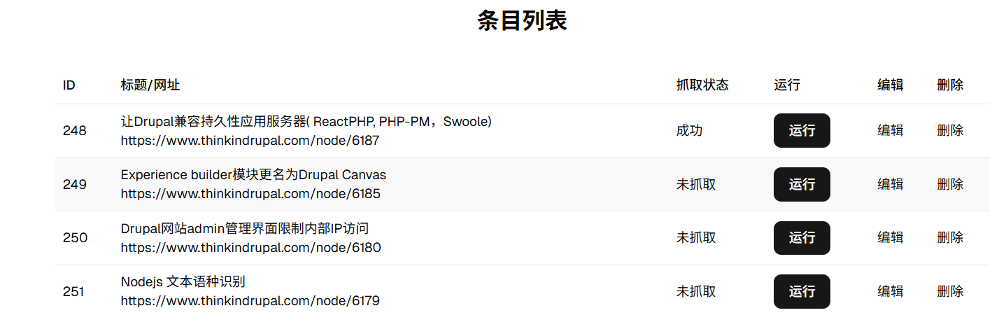 条目列表
ID 标题/网址 抓取状态 运行 编辑 删除
让Drupal兼容持久性应用服务器( ReactPHP, PHP-PM，Swoole)
248 成功 运行 编辑 删除
https://www.thinkindrupal.com/node/6187
Experience builder模块更名为Drupal Canvas
249 未抓取 运行 编辑 删除
https://www.thinkindrupal.com/node/6185
Drupal网站admin管理界面限制内部IP访问
250 未抓取 运行 编辑 删除
https://www.thinkindrupal.com/node/6180
Nodejs 文本语种识别
251 未抓取 运行 编辑 删除
https://www.thinkindrupal.com/node/6179